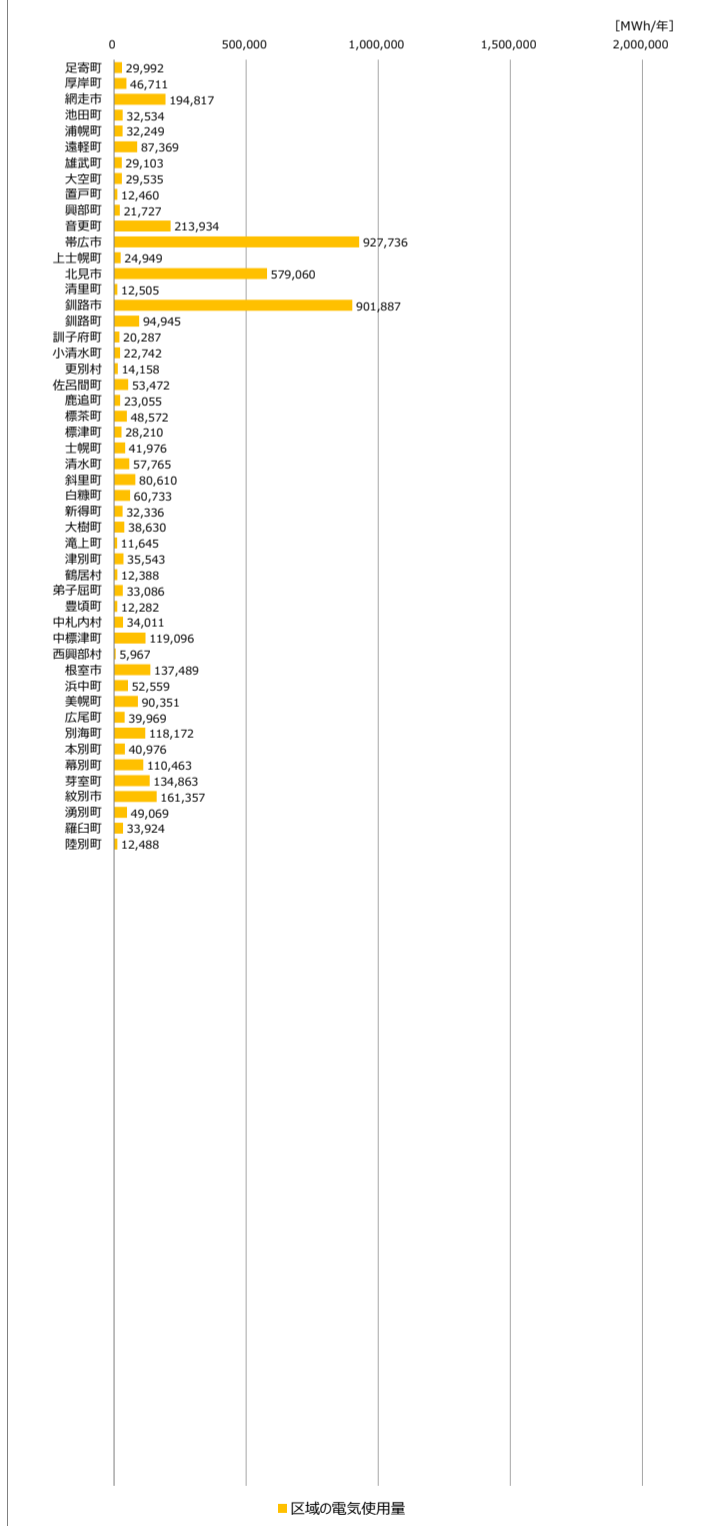 [MWh/年]
0 500,000 1,000,000 1,500,000 2,000,000
足寄町 29,992
厚岸町 46,711
網走市 194,817
池田町 32,534
浦幌町 32,249
遠軽町 87,369
雄武町 29,103
大空町 29,535
置戸町 12,460
興部町 21,727
音更町 213,934
帯広市 927,736
上士幌町 24,949
北見市 579,060
清里町 12,505
釧路市 901,887
釧路町 94,945
訓子府町 20,287
小清水町 22,742
更別村 14,158
佐呂間町 53,472
鹿追町 23,055
標茶町 48,572
標津町 28,210
士幌町 41,976
清水町 57,765
斜里町 80,610
白糠町 60,733
新得町 32,336
大樹町 38,630
滝上町 11,645
津別町 35,543
鶴居村 12,388
弟子屈町 33,086
豊頃町 12,282
中札内村 34,011
中標津町 119,096
西興部村 5,967
根室市 137,489
浜中町 52,559
美幌町 90,351
広尾町 39,969
別海町 118,172
本別町 40,976
幕別町 110,463
芽室町 134,863
紋別市 161,357
湧別町 49,069
羅臼町 33,924
陸別町 12,488
区域の電気使用量